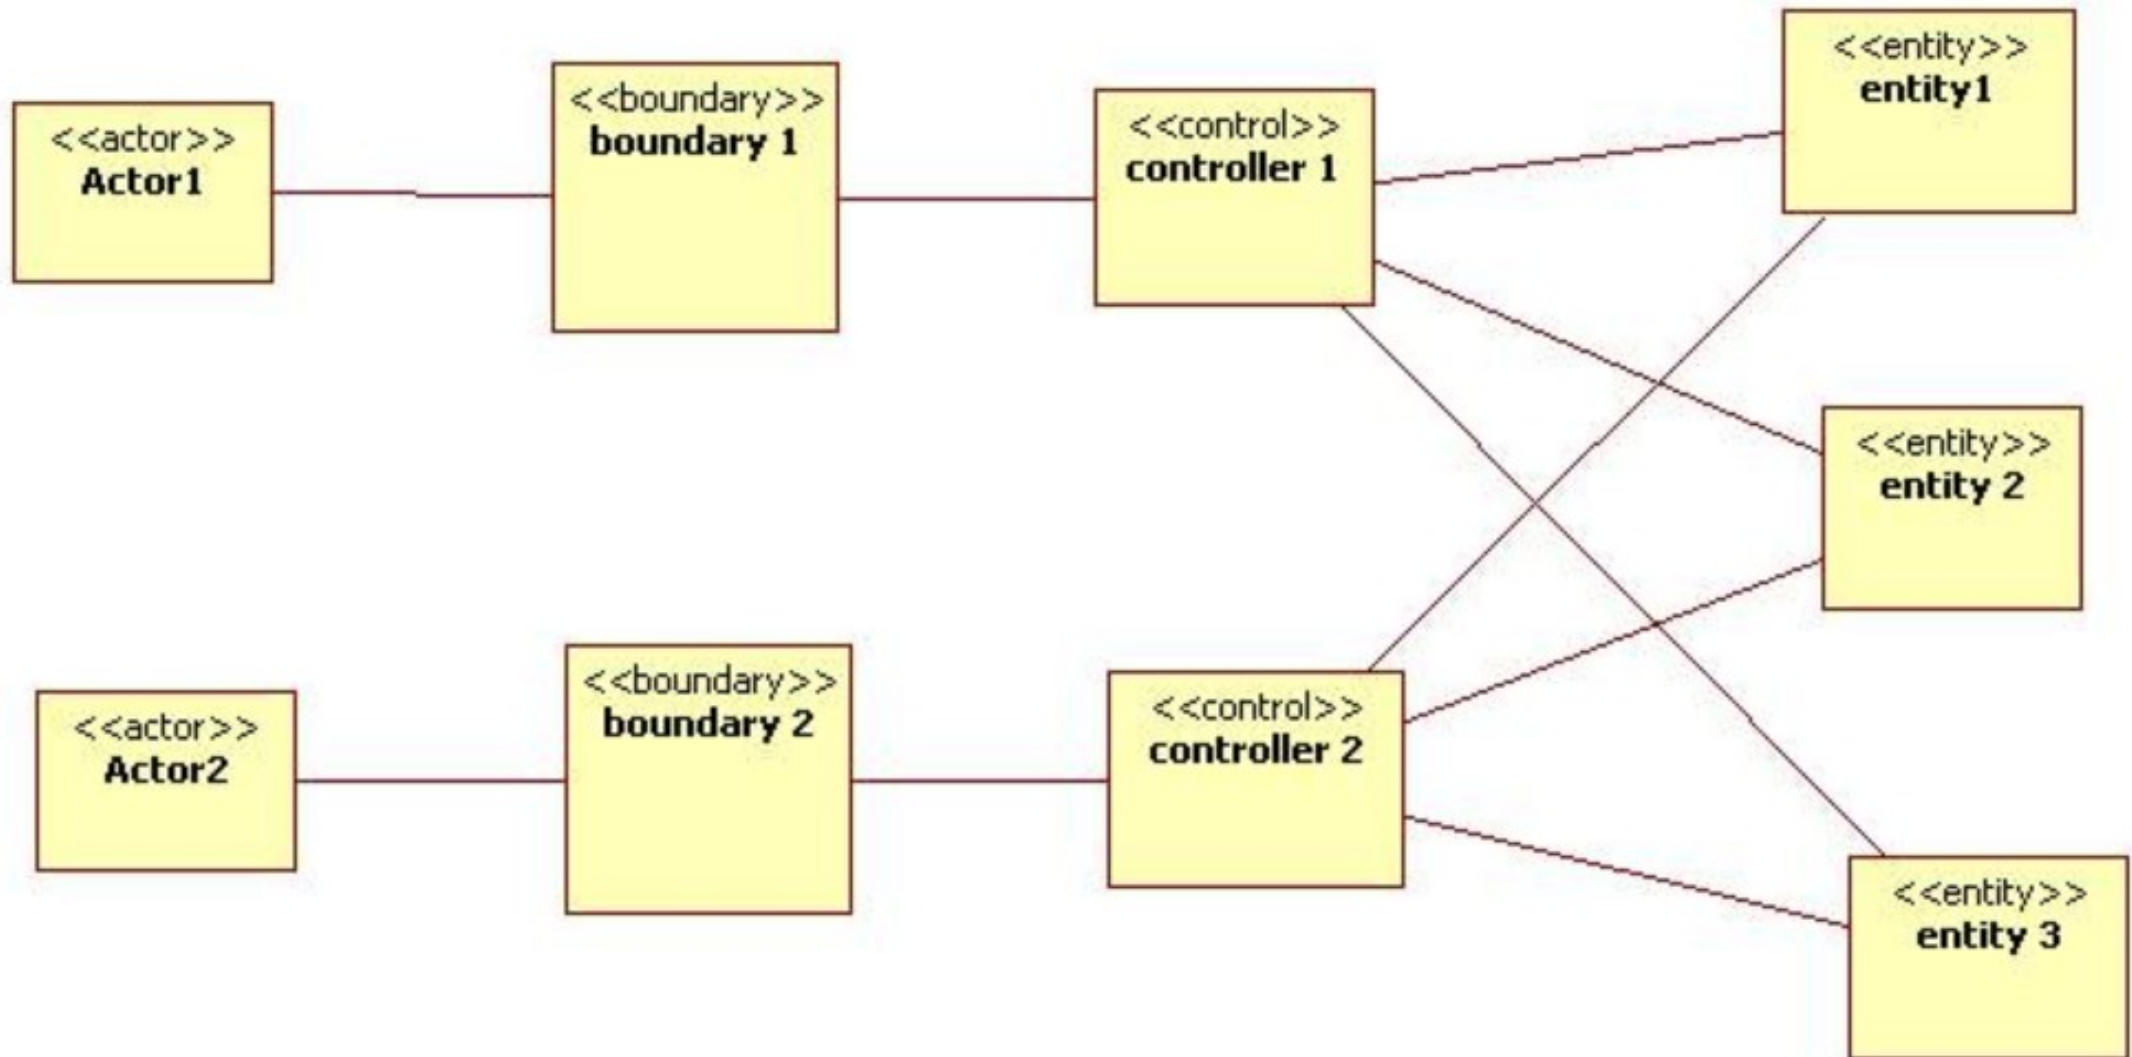 <<actor>>
Actor1
<<boundary>>
boundary 1
<<control>>
controller 1
<<entity>>
entity1
<<entity>>
entity 2
<<actor>>
Actor2
<<boundary>>
boundary 2
<<control>>
controller 2
<<entity>>
entity 3